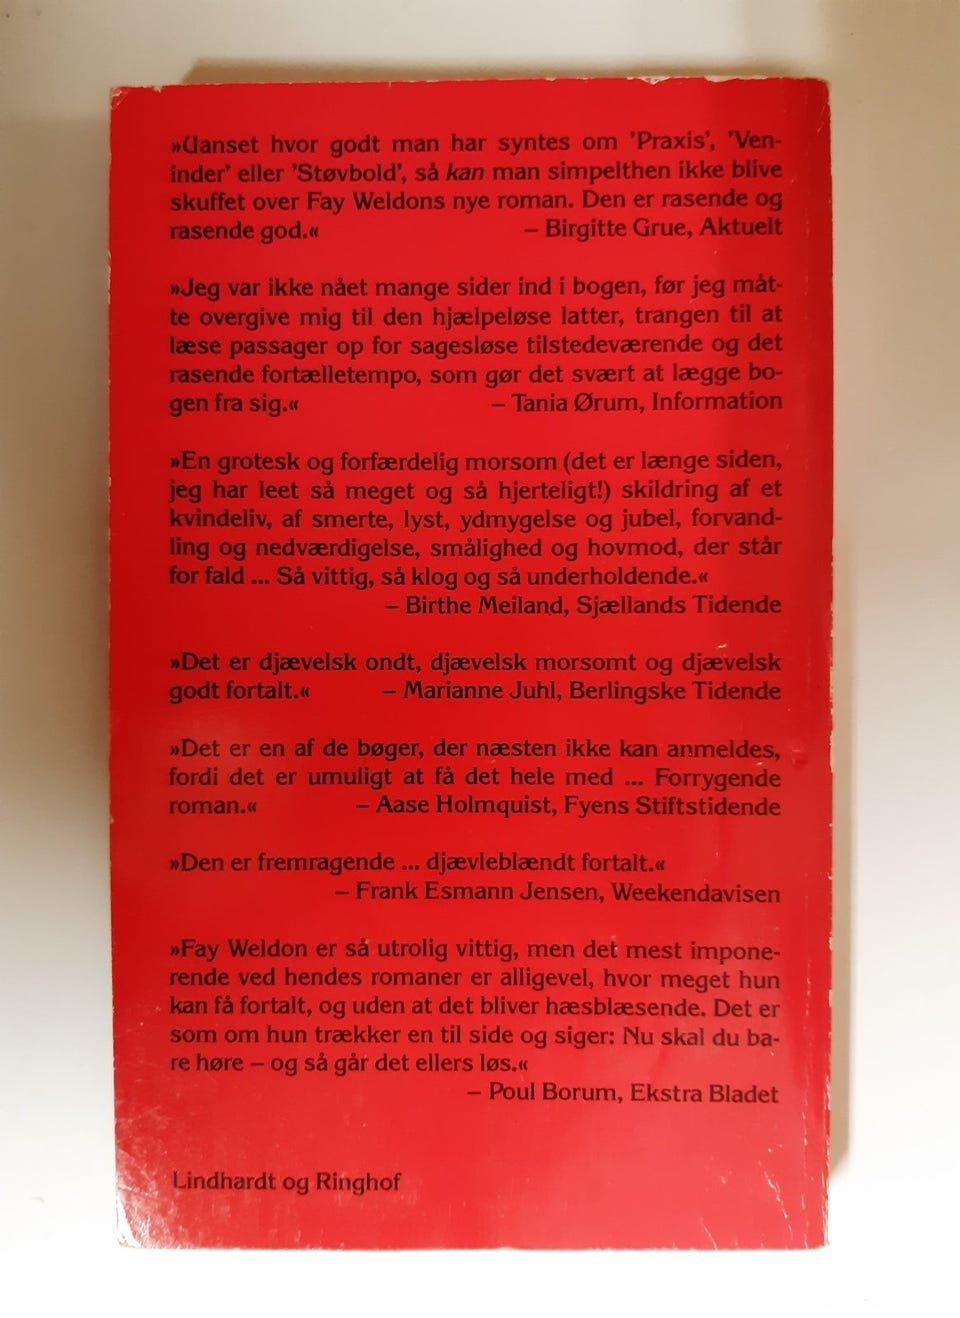 »Uanset hvor godt man har syntes om 'Praxis', 'Ven-
inder' eller 'Støvbold', så kan man simpelthen ikke blive
skuffet over Fay Weldons nye roman. Den er rasende og
rasende god.« – Birgitte Grue, Aktuelt
»Jeg var ikke nået mange sider ind i bogen, før jeg måt-
te overgive mig til den hjælpeløse latter, trangen til at
læse passager op for sagesløse tilstedeværende og det
rasende fortælletempo, som gør det svært at lægge bo-
gen fra sig.« – Tania Ørum, Information
»En grotesk og forfærdelig morsom (det er længe siden,
jeg har leet så meget og så hjerteligt!) skildring af et
kvindeliv, af smerte, lyst, ydmygelse og jubel, forvand-
ling og nedværdigelse, smålighed og hovmod, der står
for fald ... Så vittig, så klog og så underholdende.«
– Birthe Meiland, Sjællands Tidende
»Det er djævelsk ondt, djævelsk morsomt og djævelsk
godt fortalt.« – Marianne Juhl, Berlingske Tidende
»Det er en af de bøger, der næsten ikke kan anmeldes,
fordi det er umuligt at få det hele med ... Forrygende
roman.« – Aase Holmquist, Fyens Stiftstidende
»Den er fremragende ... djævleblændt fortalt.«
– Frank Esmann Jensen, Weekendavisen
»Fay Weldon er så utrolig vittig, men det mest impone-
rende ved hendes romaner er alligevel, hvor meget hun
kan få fortalt, og uden at det bliver hæsblæsende. Det er
som om hun trækker en til side og siger: Nu skal du ba-
re høre – og så går det ellers løs.«
– Poul Borum, Ekstra Bladet
Lindhardt og Ringhof